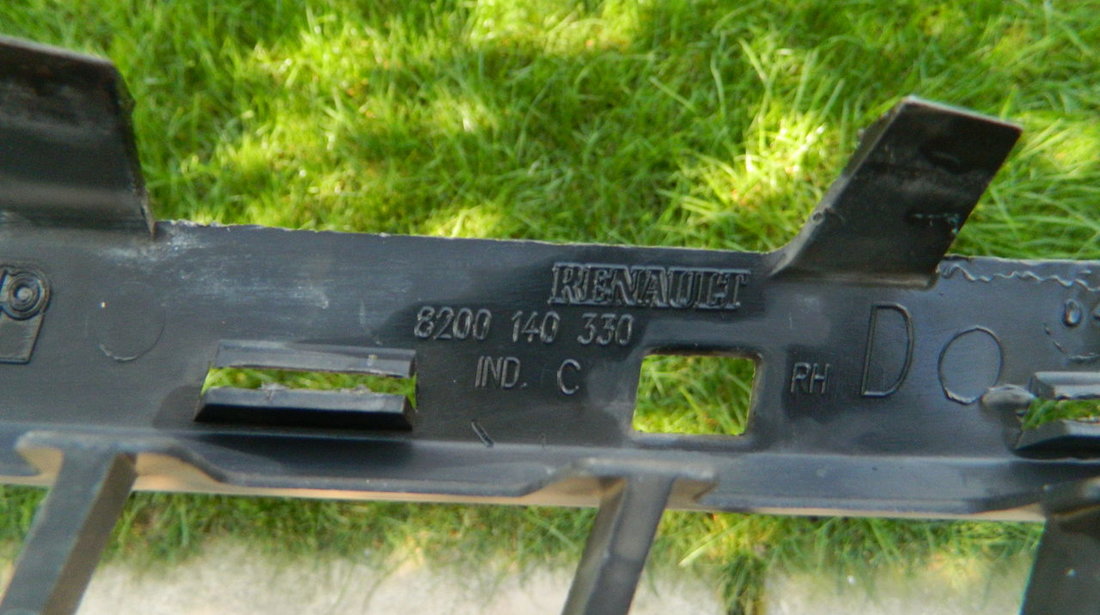 RENAULT
8200 140 330
IND. C
RH D